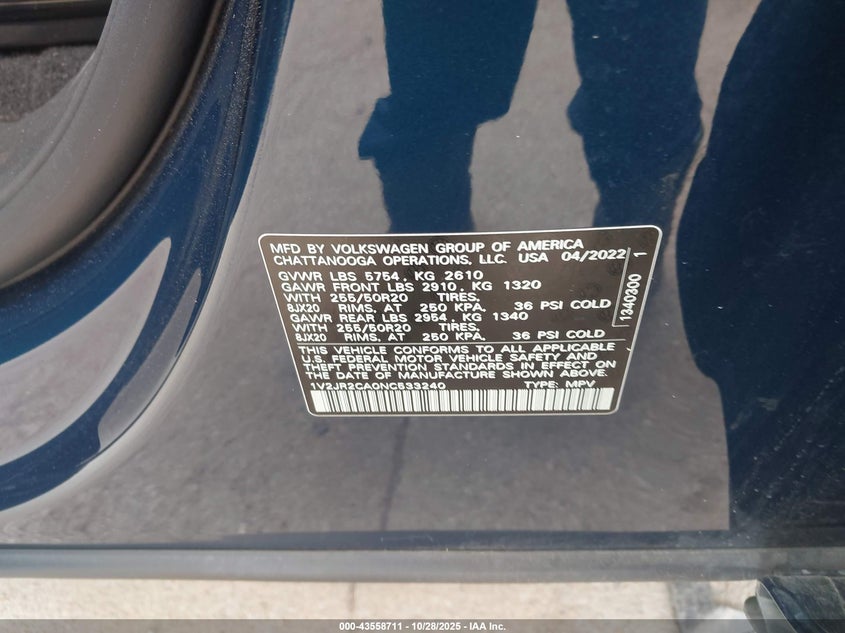 MFD BY VOLKSWAGEN GROUP OF AMERICA
CHATTANOOGA OPERATIONS, LLC. USA 04/2022
GVWR LBS 5754, KG 2610
GAWR FRONT LBS 2910, KG 1320
WITH 255/50R20 TIRES,
8JX20 RIMS, AT 250 KPA, 36 PSI COLD
GAWR REAR LBS 2954, KG 1340
WITH 255/50R20 TIRES,
8JX20 RIMS, AT 250 KPA, 36 PSI COLD
THIS VEHICLE CONFORMS TO ALL APPLICABLE
U.S. FEDERAL MOTOR VEHICLE SAFETY AND
THEFT PREVENTION STANDARDS IN EFFECT ON
THE DATE OF MANUFACTURE SHOWN ABOVE
1V2JR2CA0NC533240 TYPE: MPV
1340300 1
000-43558711 - 10/28/2025 - IAA Inc.